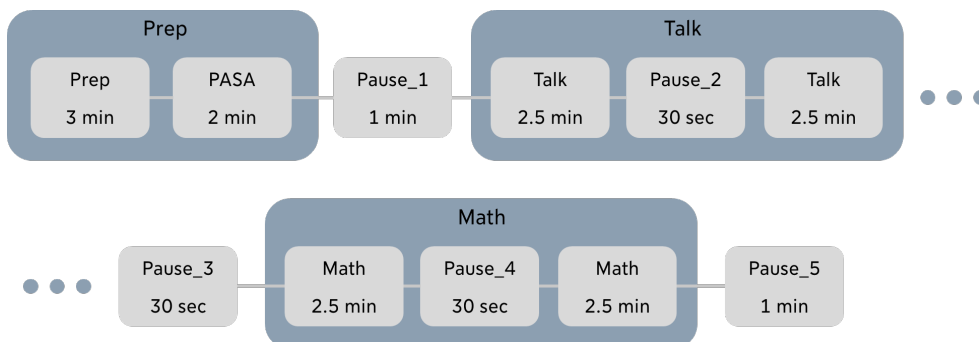 Prep
Prep
3 min
PASA
2 min
Pause_1
1 min
Talk
Talk
2.5 min
Pause_2
30 sec
Talk
2.5 min
Pause_3
30 sec
Math
Math
2.5 min
Pause_4
30 sec
Math
2.5 min
Pause_5
1 min